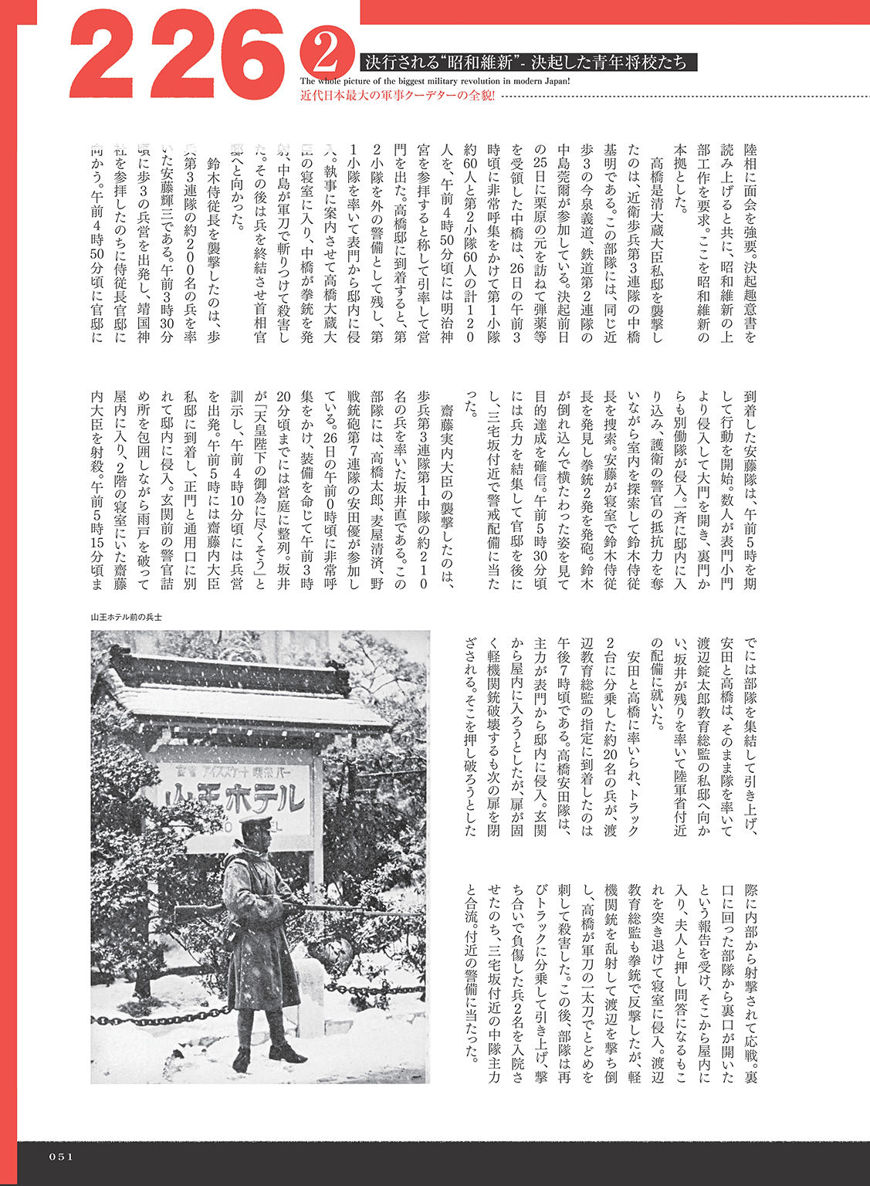 226
2
決行される“昭和維新”- 決起した青年将校たち
The whole picture of the biggest military revolution in modern Japan!
近代日本最大の軍事クーデターの全貌!
陸相に面会を強要。決起趣意書を
読み上げると共に、昭和維新の上
部工作を要求。ここを昭和維新の
本拠とした。
高橋是清大蔵大臣私邸を襲撃し
たのは、近衛歩兵第3連隊の中橋
基明である。この部隊には、同じ近
歩3の今泉義道、鉄道第2連隊の
中島莞爾が参加している。決起前日
の25日に栗原の元を訪ねて弾薬等
を受領した中橋は、26日の午前3
時頃に非常呼集をかけて第1小隊
約60人と第2小隊60人の計120
人を、午前4時50分頃には明治神
宮を参拝すると称して引率して営
門を出た。高橋邸に到着すると、第
2小隊を外の警備として残し、第
1小隊を率いて表門から邸内に侵
入。執事に案内させて高橋大蔵大
臣の寝室に入り、中橋が拳銃を発
射、中島が軍刀で斬りつけて殺害し
た。その後は兵を終結させ首相官
邸へと向かった。
鈴木侍従長を襲撃したのは、歩
兵第3連隊の約200名の兵を率
いた安藤輝三である。午前3時30分
頃に歩3の兵営を出発し、靖国神
社を参拝したのちに侍従長官邸に
向かう。午前4時50分頃に官邸に
到着した安藤隊は、午前5時を期
して行動を開始。数人が表門小門
より侵入して大門を開き、裏門か
らも別働隊が侵入。一斉に邸内に入
り込み、護衛の警官の抵抗力を奪
いながら室内を探索して鈴木侍従
長を捜索。安藤が寝室で鈴木侍従
長を発見し拳銃2発を発砲。鈴木
が倒れ込んで横たわった姿を見て
目的達成を確信。午前5時30分頃
には兵力を結集して官邸を後に
し、三宅坂付近で警戒配備に当た
った。
齋藤実内大臣の襲撃したのは、
歩兵第3連隊第1中隊の約210
名の兵を率いた坂井直である。この
部隊には、高橋太郎、麦屋清済、野
戦銃砲第7連隊の安田優が参加し
ている。26日の午前0時頃に非常呼
集をかけ、装備を命じて午前3時
20分頃までには営庭に整列。坂井
が「天皇陛下の御為に尽くそう」と
訓示し、午前4時10分頃には兵営
を出発。午前5時には齋藤内大臣
私邸に到着し、正門と通用口に別
れて邸内に侵入。玄関前の警官詰
め所を包囲しながら雨戸を破って
屋内に入り、2階の寝室にいた齋藤
内大臣を射殺。午前5時15分頃ま
でには部隊を集結して引き上げ、
安田と高橋は、そのまま隊を率いて
渡辺錠太郎教育総監の私邸へ向か
い、坂井が残りを率いて陸軍省付近
の配備に就いた。
安田と高橋に率いられ、トラック
2台に分乗した約20名の兵が、渡
辺教育総監の指定に到着したのは
午後7時頃である。高橋安田隊は、
主力が表門から邸内に侵入。玄関
から屋内に入ろうとしたが、扉が固
く軽機関銃破壊するも次の扉を閉
ざされる。そこを押し破ろうとした
際に内部から射撃されて応戦。裏
口に回った部隊から裏口が開いた
という報告を受け、そこから屋内に
入り、夫人と押し問答になるもこ
れを突き退けて寝室に侵入。渡辺
教育総監も拳銃で反撃したが、軽
機関銃を乱射して渡辺を撃ち倒
し、高橋が軍刀の一太刀でとどめを
刺して殺害した。この後、部隊は再
びトラックに分乗して引き上げ、撃
ち合いで負傷した兵2名を入院さ
せたのち、三宅坂付近の中隊主力
と合流。付近の警備に当たった。
山王ホテル前の兵士
アイススケート 喫茶 バー
山王ホテル
051